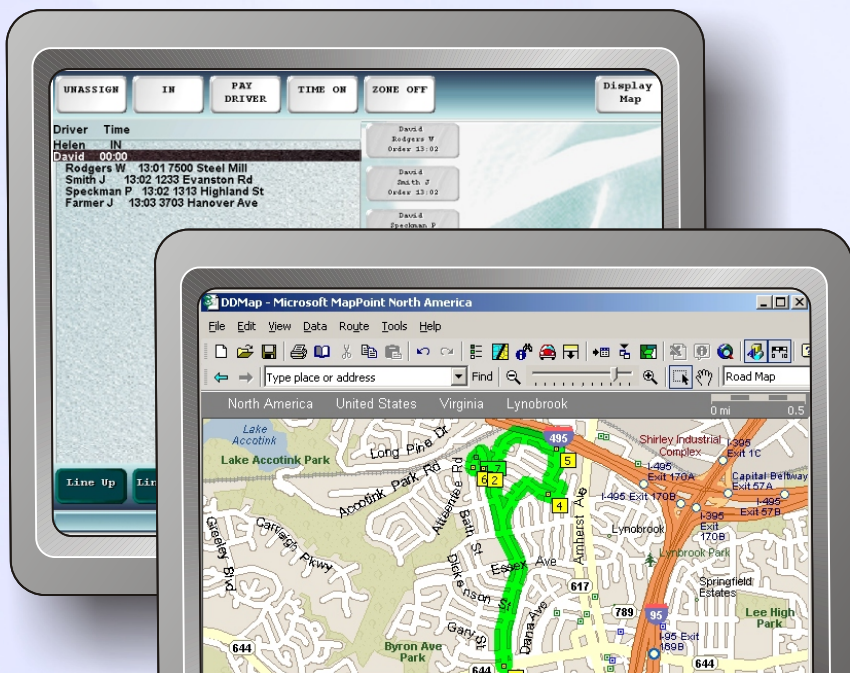 UNASSIGN
IN
PAY
DRIVER
TIME ON
ZONE OFF
Display
Map
Driver Time
Helen IN
David 00:00
Rodgers W 13:01 7500 Steel Mill
Smith J 13:02 1233 Evanston Rd
Speckman P 13:02 1313 Highland St
Farmer J 13:03 3703 Hanover Ave
David
Rodgers W
Order 13:02
David
Smith J
Order 13:02
David
Speckman P
Line Up
DDMap - Microsoft MapPoint North America
File Edit View Data Route Tools Help
Type place or address Find Road Map
North America United States Virginia Lynobrook
0 mi 0.5
Lake
Accotink
Lake Accotink Park
Long Pine Dr
Accotink Park Rd
Attentee Rd
Bath St
Carrleigh Pkwy
Greeley Blvd
Dickenson St
Essex Ave
Amherst Ave
Dana Ave
Gary St
Byron Ave
Park
495
7
6
2
5
4
Shirley Industrial
Complex
I-395
Exit 1C
I-495
Exit 170A
Capital Beltway
Exit 57A
I-495 Exit 170B
I-495
Exit 57B
I-395
Exit
170B
Lynobrook
Lynbrook Park
Springfield
Estates
617
789
95
Lee High
Park
I-95 Exit
169B
644
644
644